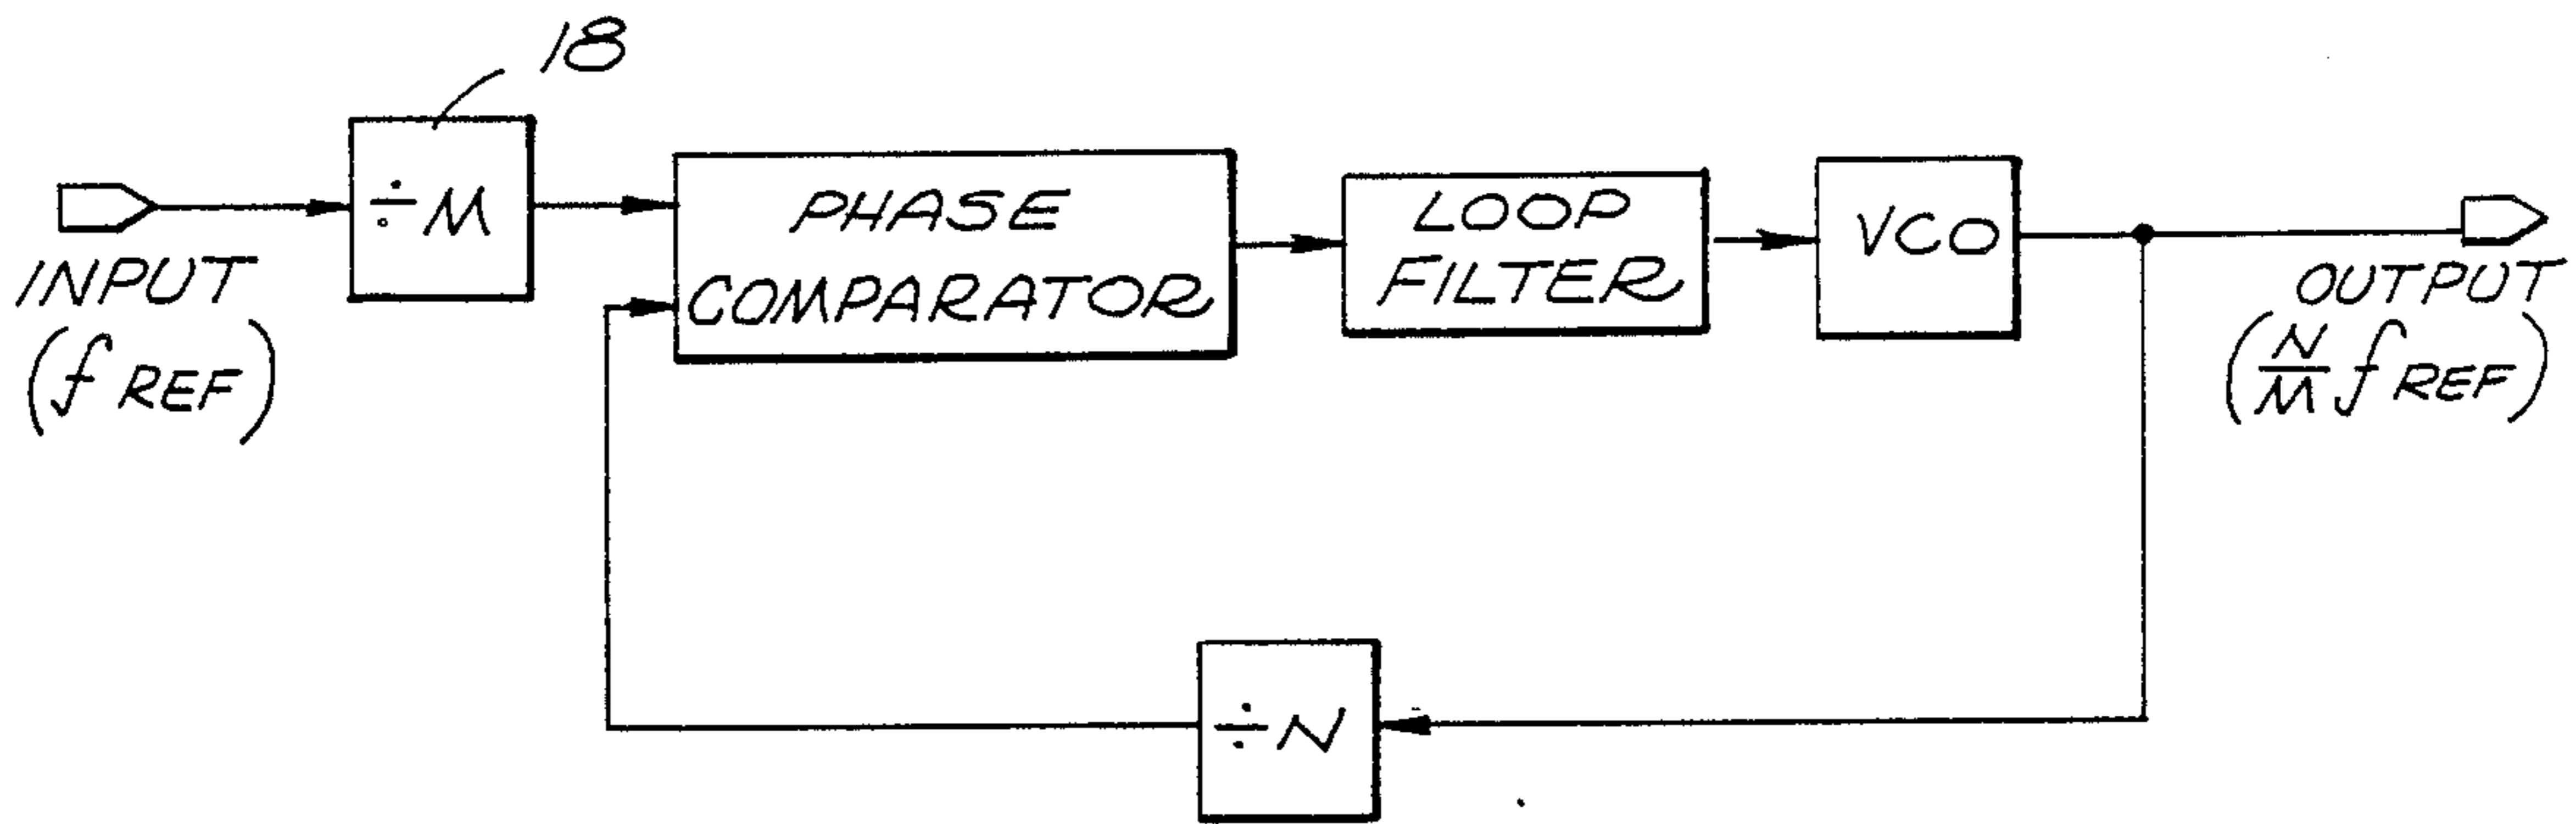 18
÷ M
PHASE
COMPARATOR
LOOP
FILTER
VCO
INPUT
(f REF)
OUTPUT
(N/M f REF)
÷ N